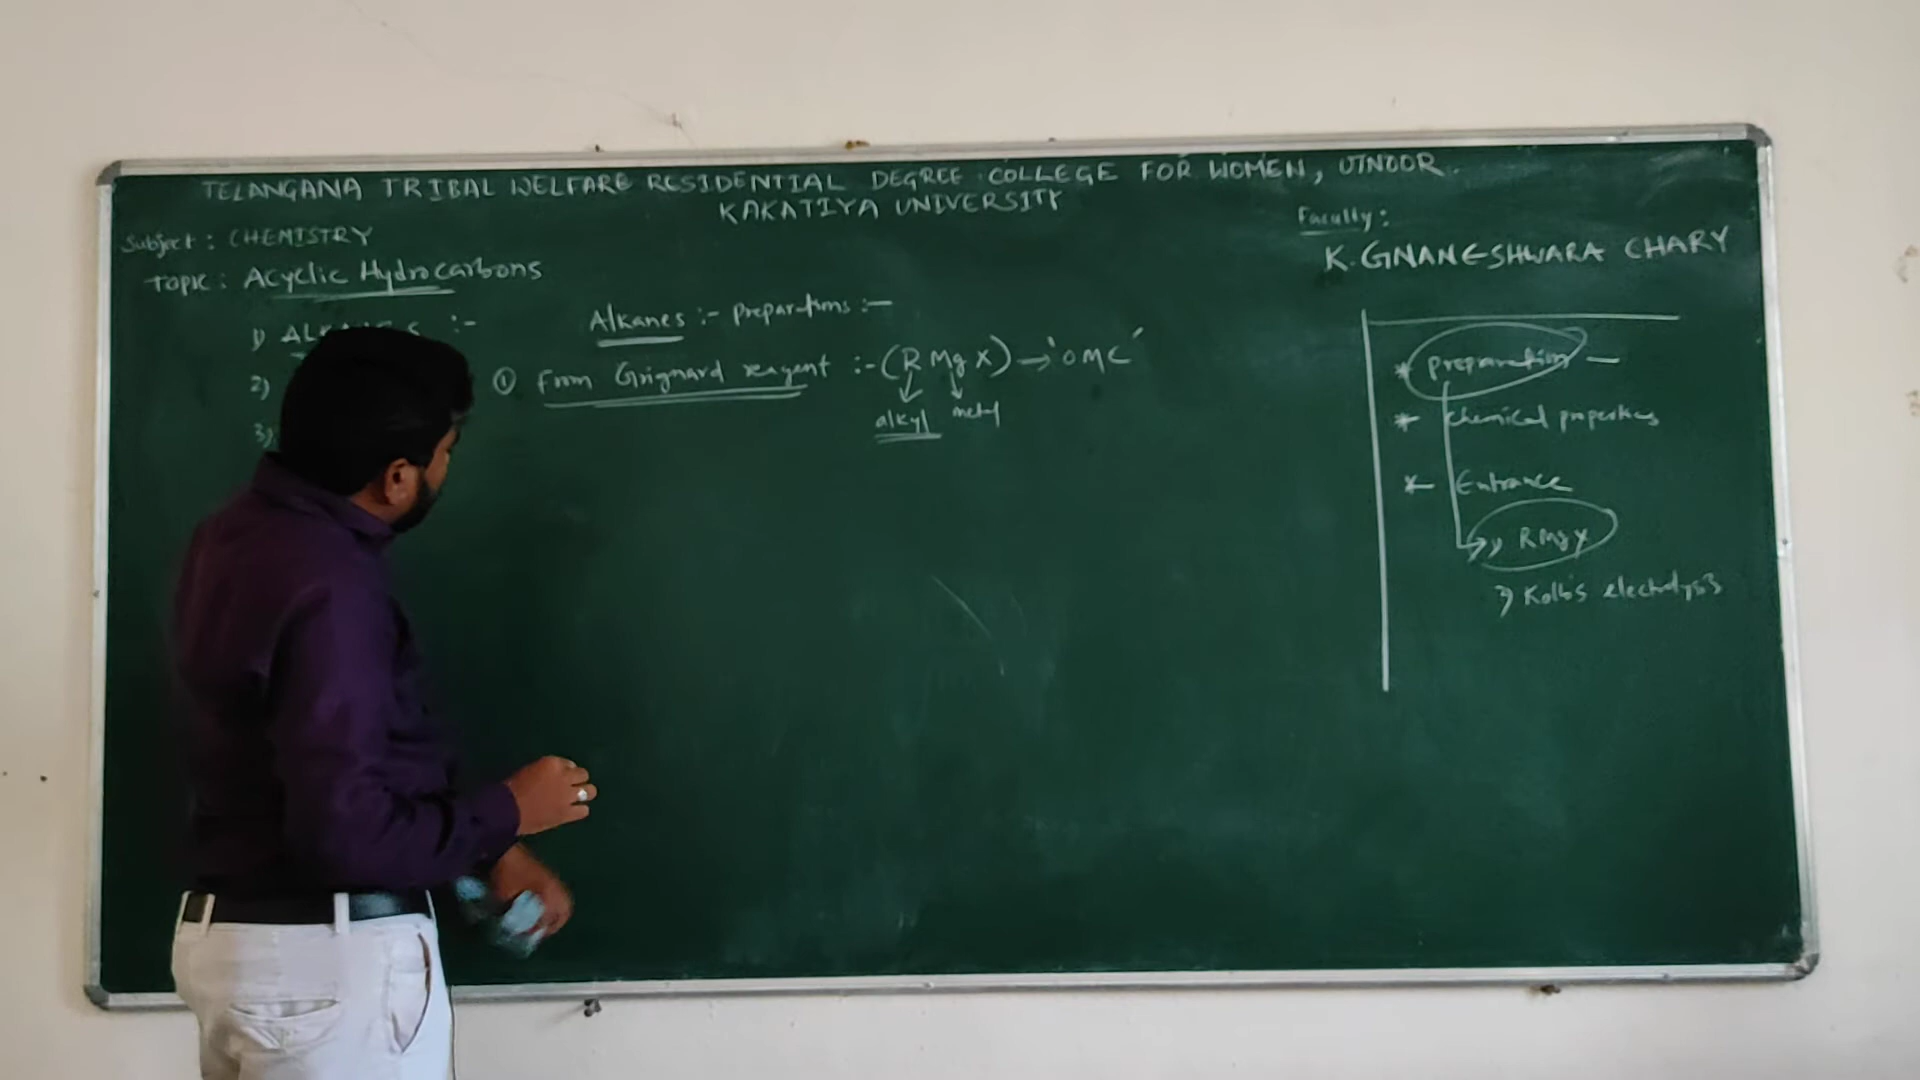 TELANGANA TRIBAL WELFARE RESIDENTIAL DEGREE COLLEGE FOR WOMEN, UTNOOR.
KAKATIYA UNIVERSITY
Subject : CHEMISTRY
Topic : Acyclic Hydrocarbons
Faculty :
K. GNANESHWARA CHARY
1) AL :-
2)
3)
Alkanes :- preparations :-
① From Grignard reagent :- (R Mg X) → 'OMC'
alkyl
* preparation —
* chemical properties
* Entrance
1) RMgX
2) Kolbs electrolysis